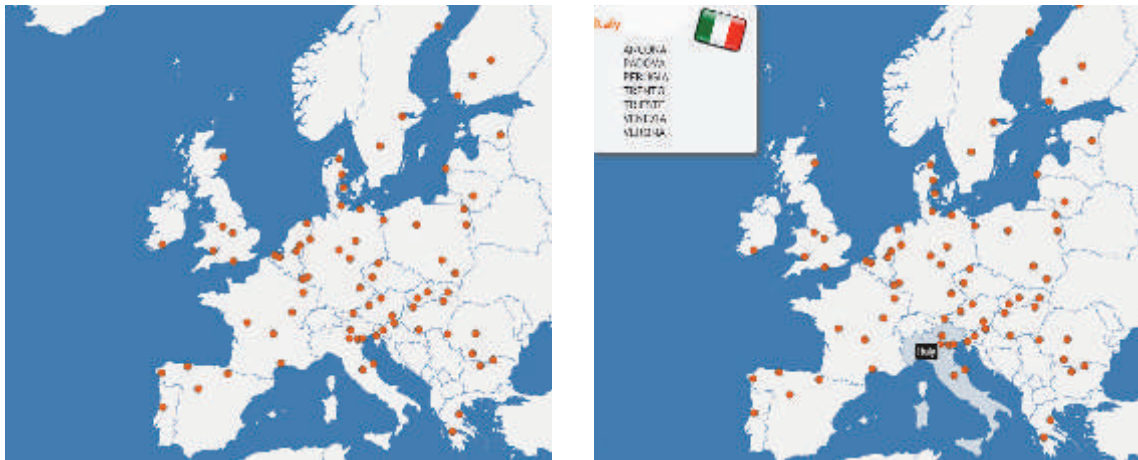 Italy
ANCONA
PADOVA
PERUGIA
TRENTO
TRIESTE
VENEZIA
VERONA
Italy